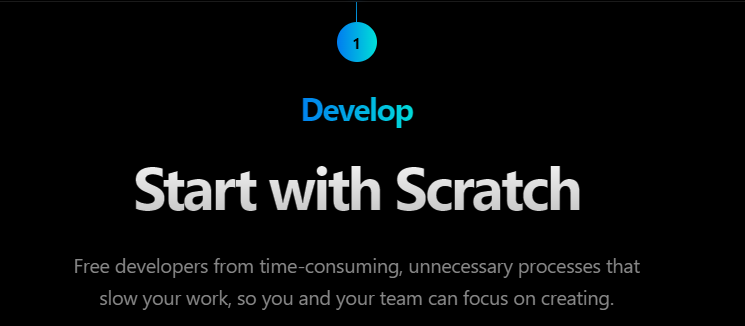 1
Develop
Start with Scratch
Free developers from time-consuming, unnecessary processes that
slow your work, so you and your team can focus on creating.